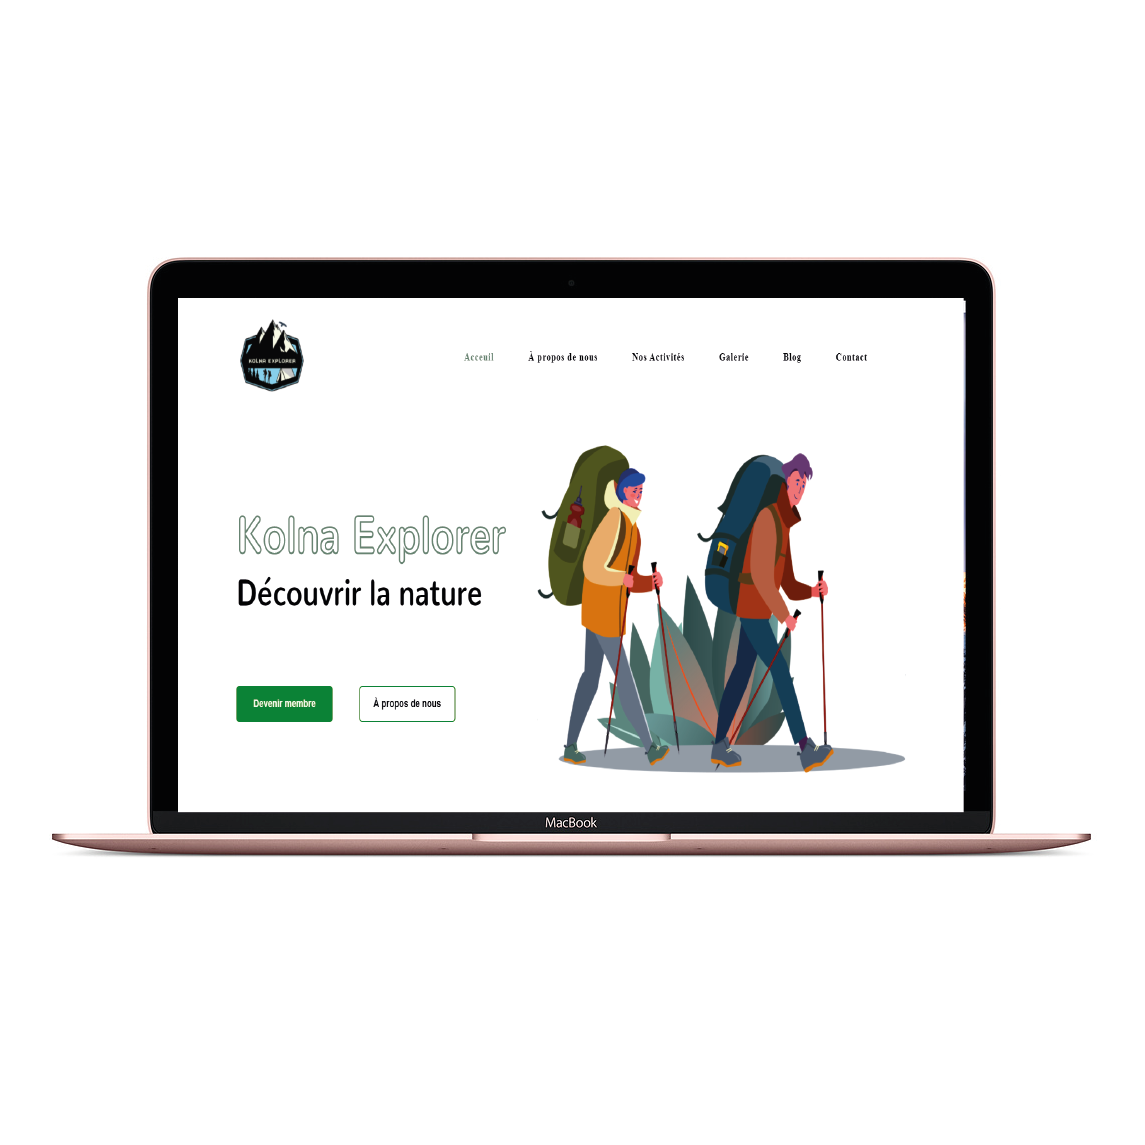 KOLNA EXPLORER
Acceuil À propos de nous Nos Activités Galerie Blog Contact
Kolna Explorer
Découvrir la nature
Devenir membre À propos de nous
MacBook